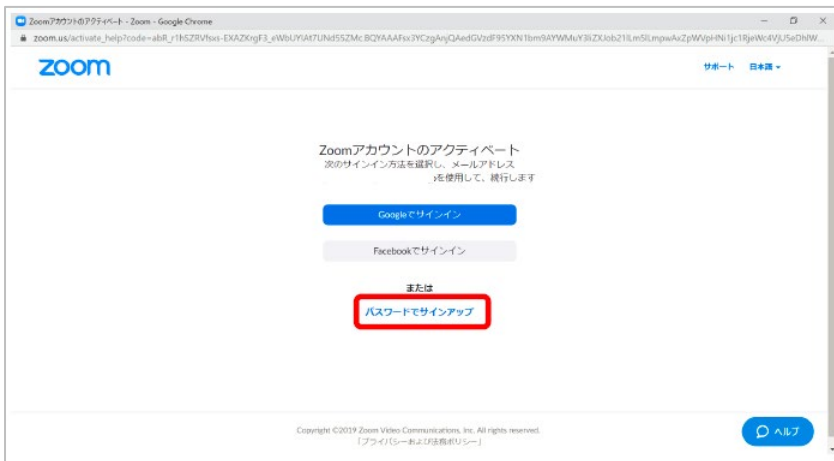 Zoomアカウントのアクティベート - Zoom - Google Chrome
zoom
サポート 日本語
Zoomアカウントのアクティベート
次のサインイン方法を選択し、メールアドレス
を使用して、続行します
Googleでサインイン
Facebookでサインイン
または
パスワードでサインアップ
Copyright ©2019 Zoom Video Communications, Inc. All rights reserved.
「プライバシーおよび法務ポリシー」
ヘルプ